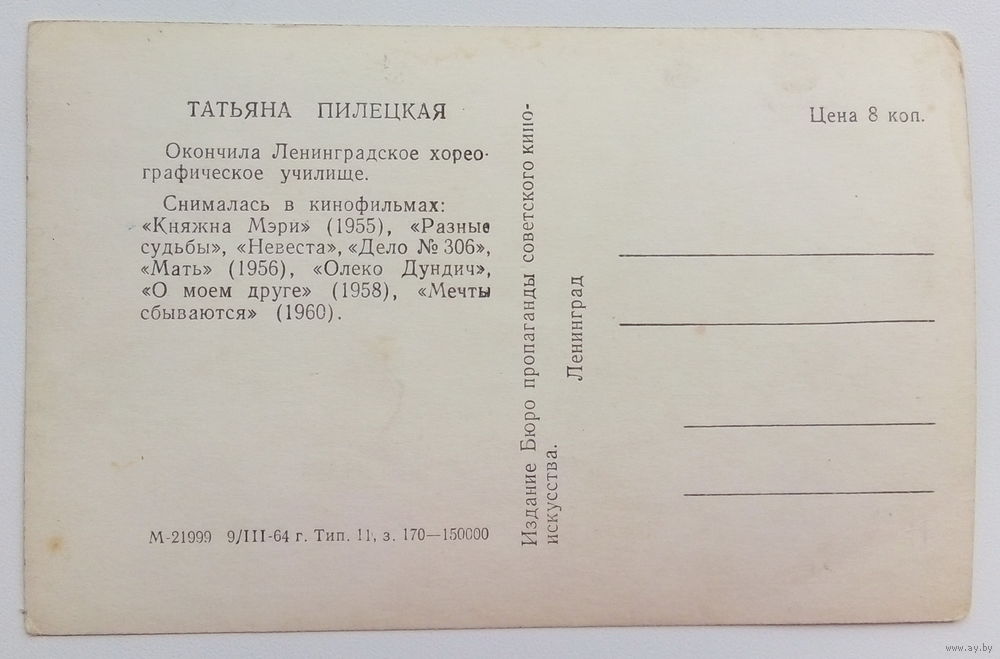 ТАТЬЯНА ПИЛЕЦКАЯ
Окончила Ленинградское хорео-
графическое училище.
Снималась в кинофильмах:
«Княжна Мэри» (1955), «Разные
судьбы», «Невеста», «Дело № 306»,
«Мать» (1956), «Олеко Дундич»,
«О моем друге» (1958), «Мечты
сбываются» (1960).
М-21999 9/III-64 г. Тип. 11, з. 170—150000
Издание Бюро пропаганды советского кино-
искусства.
Ленинград
Цена 8 коп.
www.ay.by